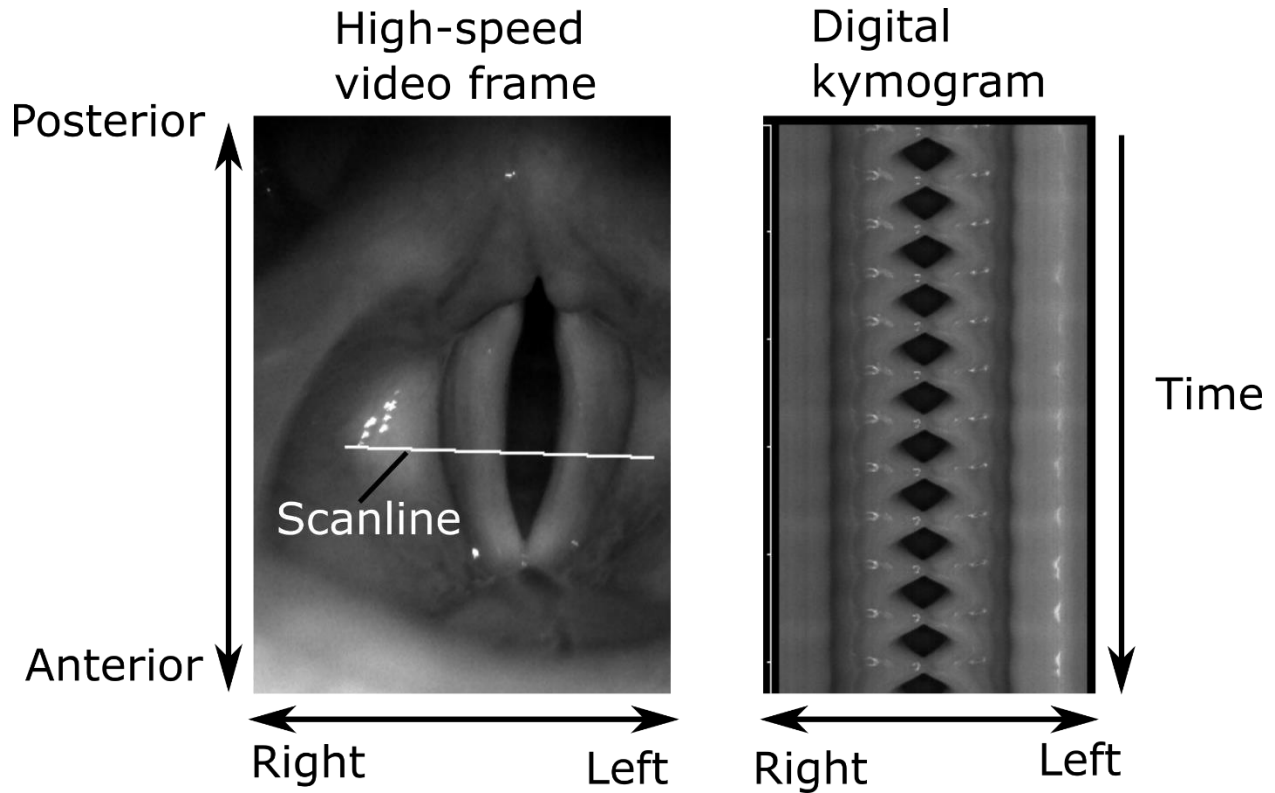 High-speed
video frame
Digital
kymogram
Posterior
Scanline
Time
Anterior
Right
Left
Right
Left